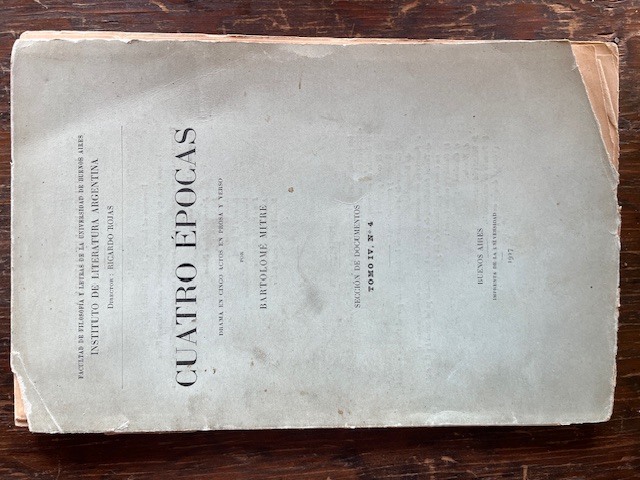 FACULTAD DE FILOSOFÍA Y LETRAS DE LA UNIVERSIDAD DE BUENOS AIRES
INSTITUTO DE LITERATURA ARGENTINA
DIRECTOR : RICARDO ROJAS
CUATRO ÉPOCAS
DRAMA EN CINCO ACTOS EN PROSA Y VERSO
POR
BARTOLOMÉ MITRE
SECCIÓN DE DOCUMENTOS
TOMO IV, Nº 4
BUENOS AIRES
IMPRENTA DE LA UNIVERSIDAD
1927